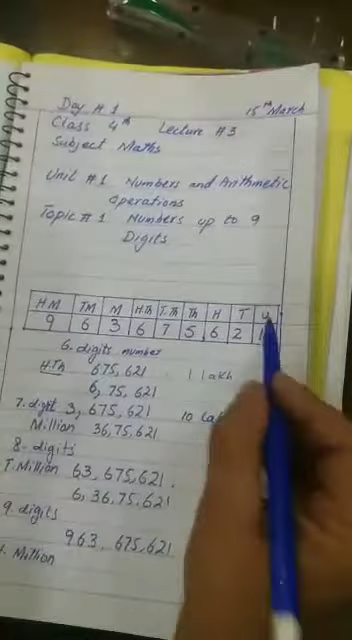 Day # 1 15th March
Class 4th Lecture #3
Subject Maths
Unit #1 Numbers and Arithmetic
Operations
Topic #1 Numbers up to 9
Digits
HM TM M H.Th T.Th Th H T U
9 6 3 6 7 5 6 2 1
6. digits number
H.Th 675,621 1 lakh
6,75,621
7. digit 3,675,621 10
Million 36,75,621
8. digits
T.Million 63,675,621.
6,36,75,621
9. digits
963,675,621
Million